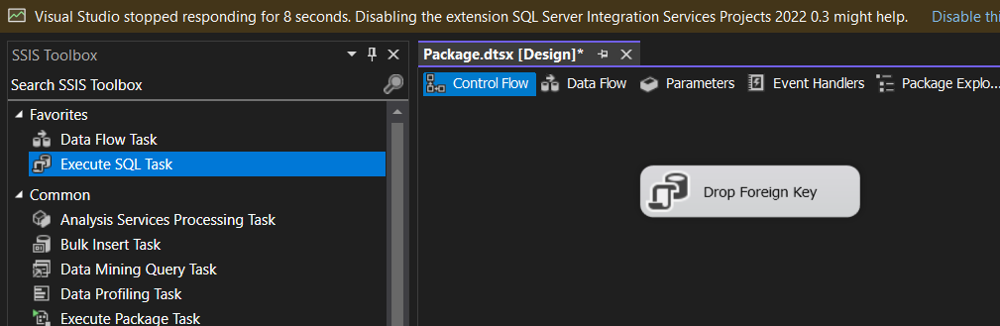 Visual Studio stopped responding for 8 seconds. Disabling the extension SQL Server Integration Services Projects 2022 0.3 might help. Disable thi
SSIS Toolbox
Search SSIS Toolbox
Favorites
Data Flow Task
Execute SQL Task
Common
Analysis Services Processing Task
Bulk Insert Task
Data Mining Query Task
Data Profiling Task
Execute Package Task
Package.dtsx [Design]*
Control Flow Data Flow Parameters Event Handlers Package Explo...
Drop Foreign Key